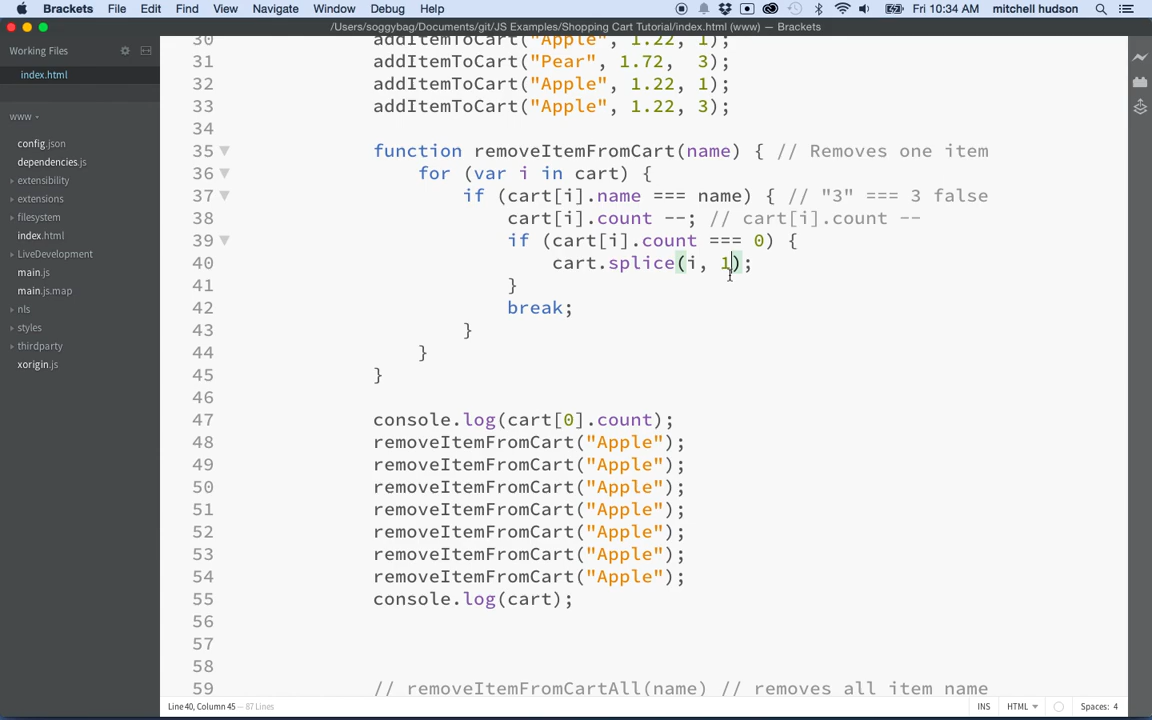 Brackets File Edit Find View Navigate Window Debug Help Fri 10:34 AM mitchell hudson
/Users/soggybag/Documents/git/JS Examples/Shopping Cart Tutorial/index.html (www) — Brackets
Working Files
index.html
www
config.json
dependencies.js
extensibility
extensions
filesystem
index.html
LiveDevelopment
main.js
main.js.map
nls
styles
thirdparty
xorigin.js
30 addItemToCart("Apple", 1.22, 1);
31 addItemToCart("Pear", 1.72, 3);
32 addItemToCart("Apple", 1.22, 1);
33 addItemToCart("Apple", 1.22, 3);
34
35 function removeItemFromCart(name) { // Removes one item
36 for (var i in cart) {
37 if (cart[i].name === name) { // "3" === 3 false
38 cart[i].count --; // cart[i].count --
39 if (cart[i].count === 0) {
40 cart.splice(i, 1);
41 }
42 break;
43 }
44 }
45 }
46
47 console.log(cart[0].count);
48 removeItemFromCart("Apple");
49 removeItemFromCart("Apple");
50 removeItemFromCart("Apple");
51 removeItemFromCart("Apple");
52 removeItemFromCart("Apple");
53 removeItemFromCart("Apple");
54 removeItemFromCart("Apple");
55 console.log(cart);
56
57
58
59 // removeItemFromCartAll(name) // removes all item name
Line 40, Column 45 — 87 Lines INS HTML Spaces: 4